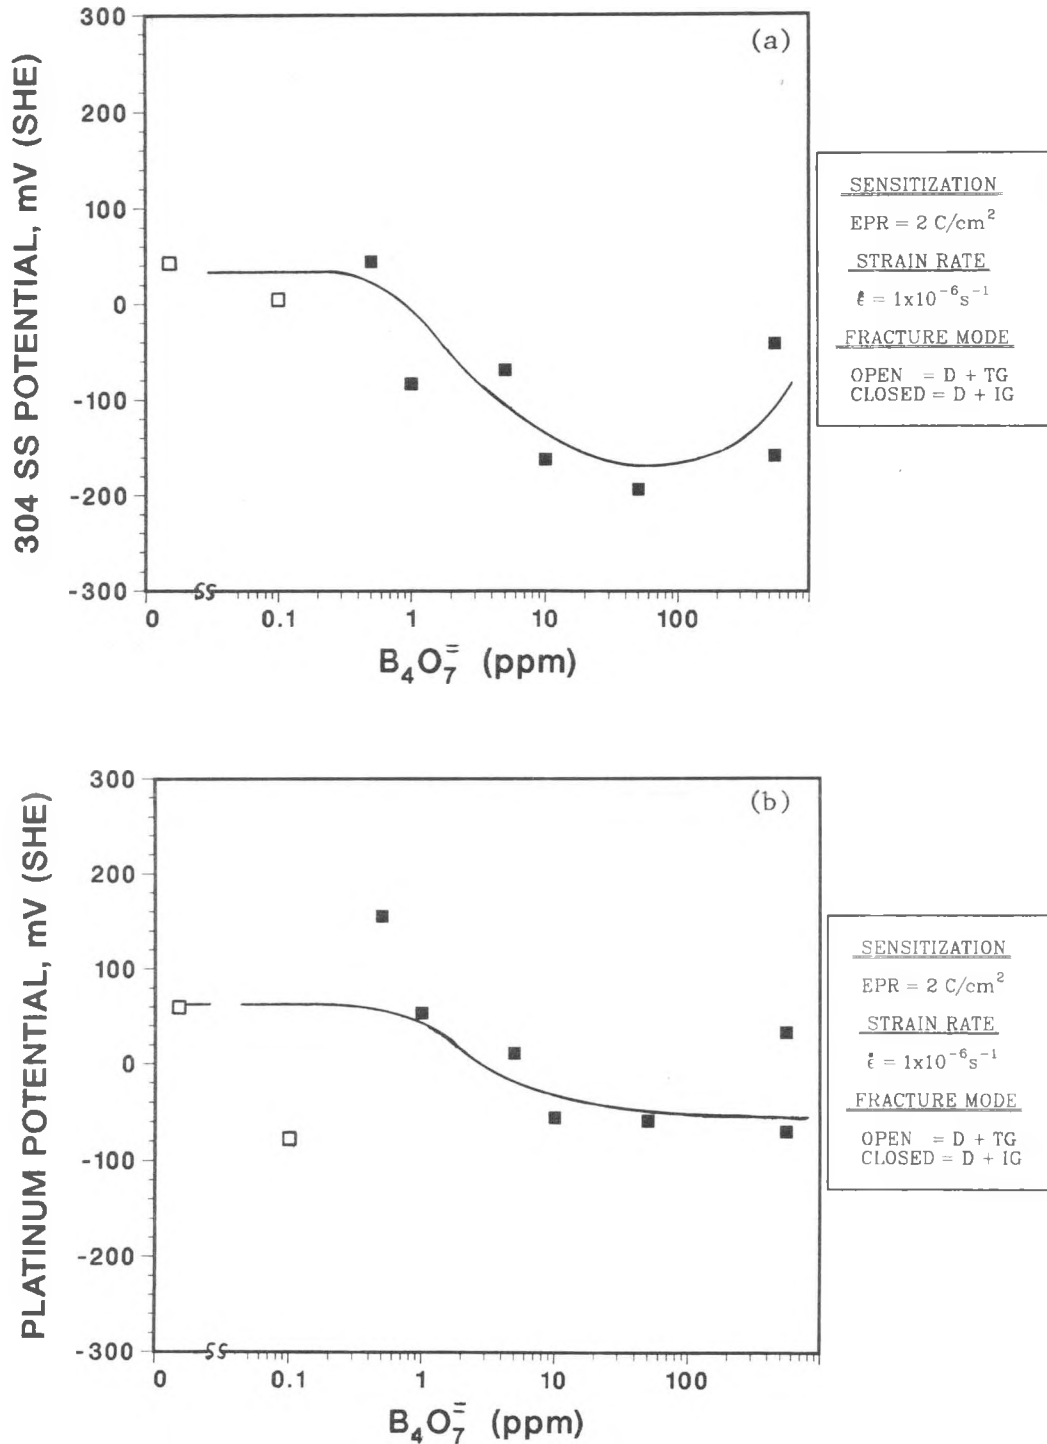 (a)
304 SS POTENTIAL, mV (SHE)
300
200
100
0
-100
-200
-300
0
0.1
1
10
100
B₄O₇⁼ (ppm)
SENSITIZATION
EPR = 2 C/cm²
STRAIN RATE
ε̇ = 1x10⁻⁶s⁻¹
FRACTURE MODE
OPEN = D + TG
CLOSED = D + IG
(b)
PLATINUM POTENTIAL, mV (SHE)
300
200
100
0
-100
-200
-300
0
0.1
1
10
100
B₄O₇⁼ (ppm)
SENSITIZATION
EPR = 2 C/cm²
STRAIN RATE
ε̇ = 1x10⁻⁶s⁻¹
FRACTURE MODE
OPEN = D + TG
CLOSED = D + IG